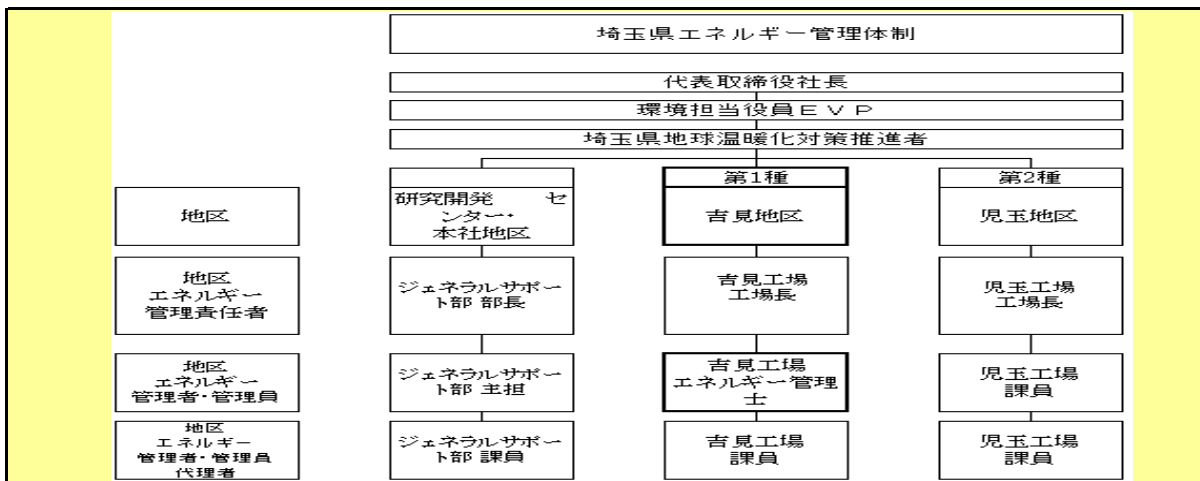 埼玉県エネルギー管理体制
代表取締役社長
環境担当役員EVP
埼玉県地球温暖化対策推進者
第1種
第2種
地区
研究開発 セ
ンター・
本社地区
吉見地区
児玉地区
地区
エネルギー
管理責任者
ジェネラルサポー
ト部 部長
吉見工場
工場長
児玉工場
工場長
地区
エネルギー
管理者・管理員
ジェネラルサポー
ト部 主担
吉見工場
エネルギー管理
士
児玉工場
課員
地区
エネルギー
管理者・管理員
代理者
ジェネラルサポー
ト部 課員
吉見工場
課員
児玉工場
課員